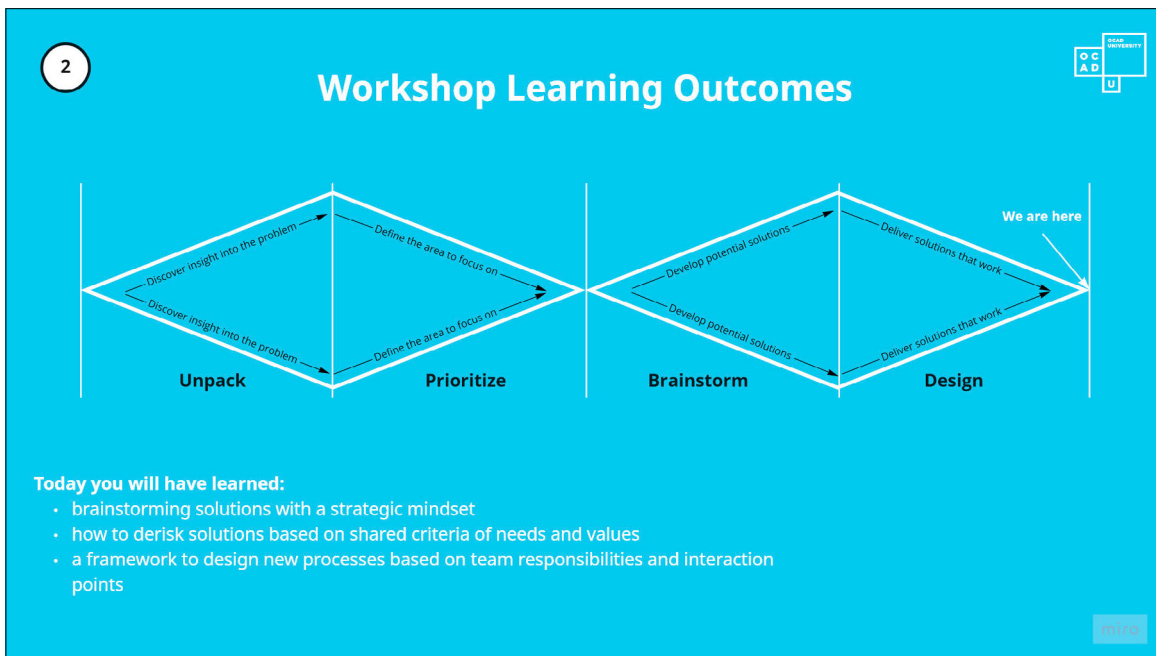 2
OCAD
UNIVERSITY
OC
AD
U
Workshop Learning Outcomes
We are here
Discover insight into the problem
Define the area to focus on
Develop potential solutions
Deliver solutions that work
Discover insight into the problem
Define the area to focus on
Develop potential solutions
Deliver solutions that work
Unpack
Prioritize
Brainstorm
Design
Today you will have learned:
• brainstorming solutions with a strategic mindset
• how to derisk solutions based on shared criteria of needs and values
• a framework to design new processes based on team responsibilities and interaction
points
miro